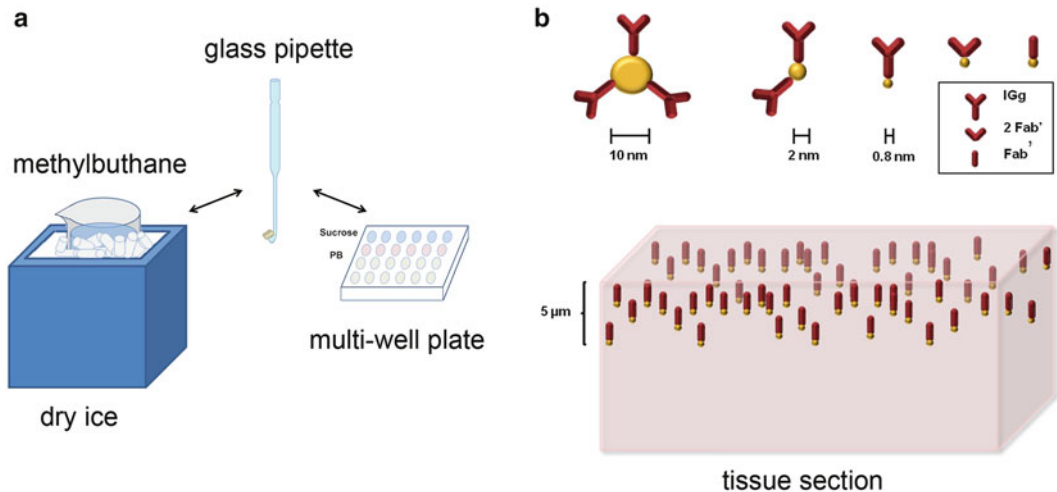 a
glass pipette
methylbuthane
Sucrose
PB
multi-well plate
dry ice
b
10 nm
2 nm
0.8 nm
IGg
2 Fab'
Fab'
5 µm
tissue section